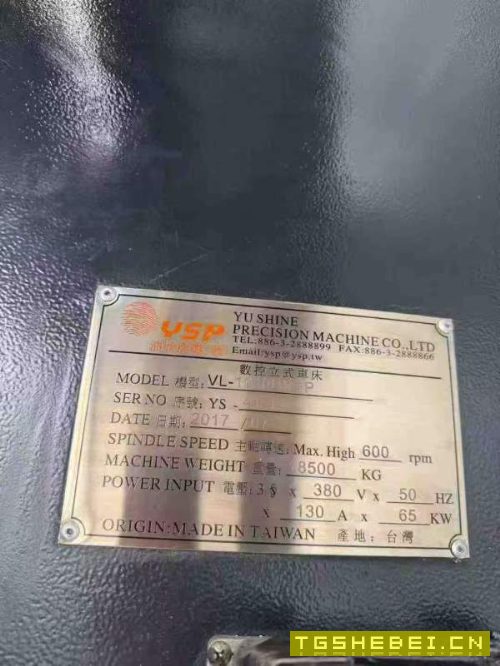 YSP
YU SHINE
PRECISION MACHINE CO.,LTD
TEL:886-3-2888899 FAX:886-3-2888866
Email:ysp@ysp.tw
數控立式車床
MODEL 機型: VL-
SER NO 序號: YS -
DATE 日期: 2017 /
SPINDLE SPEED 主軸轉速: Max. High 600 rpm
MACHINE WEIGHT 重量: 8500 KG
POWER INPUT 電壓: 3 § x 380 V x 50 HZ
x 130 A x 65 KW
ORIGIN: MADE IN TAIWAN 產地: 台灣
TGSHEBEI.CN